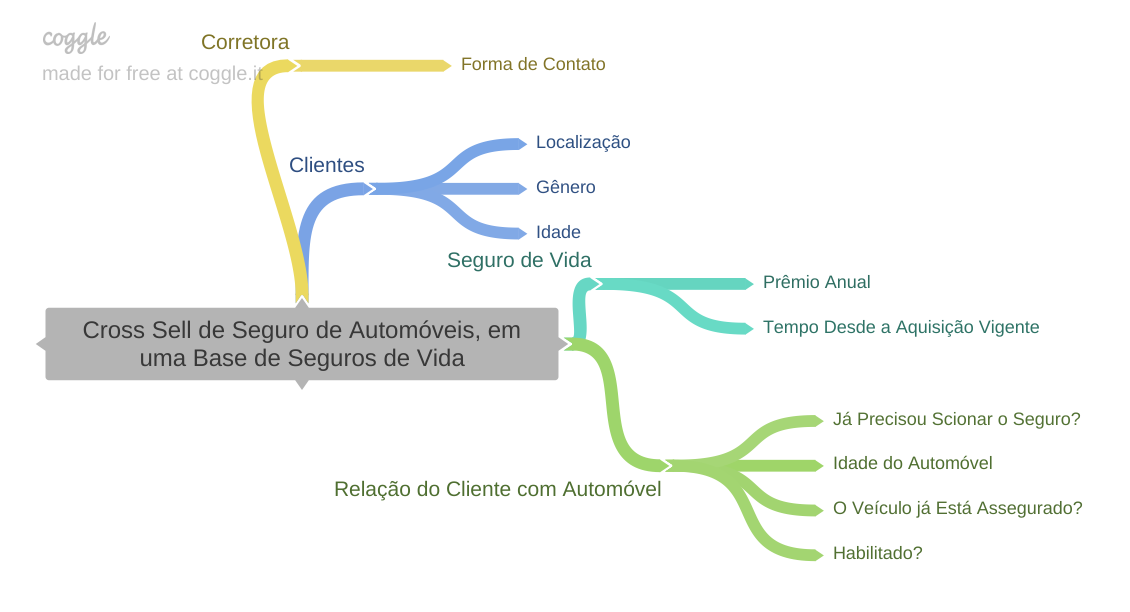 coggle
made for free at coggle.it
Corretora
Forma de Contato
Clientes
Localização
Gênero
Idade
Seguro de Vida
Prêmio Anual
Tempo Desde a Aquisição Vigente
Cross Sell de Seguro de Automóveis, em
uma Base de Seguros de Vida
Relação do Cliente com Automóvel
Já Precisou Scionar o Seguro?
Idade do Automóvel
O Veículo já Está Assegurado?
Habilitado?